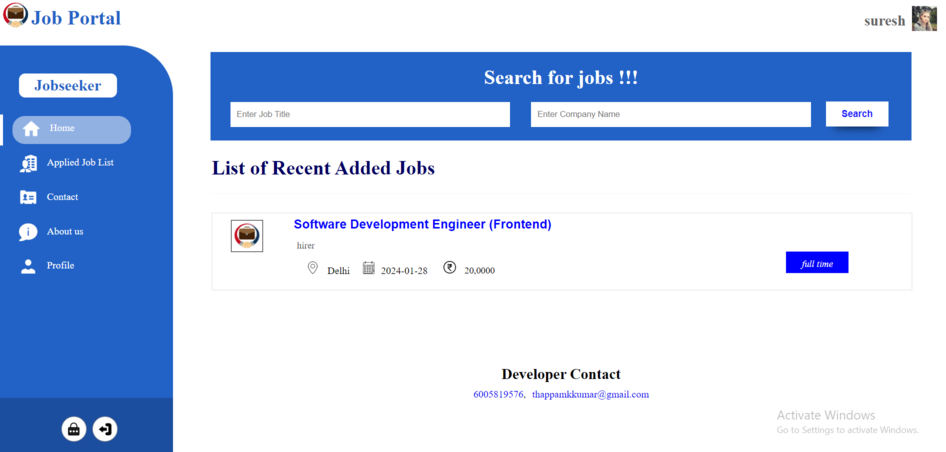 Job Portal
suresh
Jobseeker
Home
Applied Job List
Contact
About us
Profile
Search for jobs !!!
Enter Job Title
Enter Company Name
Search
List of Recent Added Jobs
Software Development Engineer (Frontend)
hirer
Delhi 2024-01-28 20,0000
full time
Developer Contact
6005819576, thappamkkumar@gmail.com
Activate Windows
Go to Settings to activate Windows.